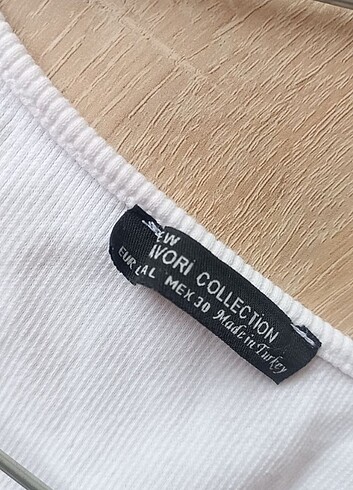 IVORI COLLECTION
EUR L MEX 30 Made in Turkey